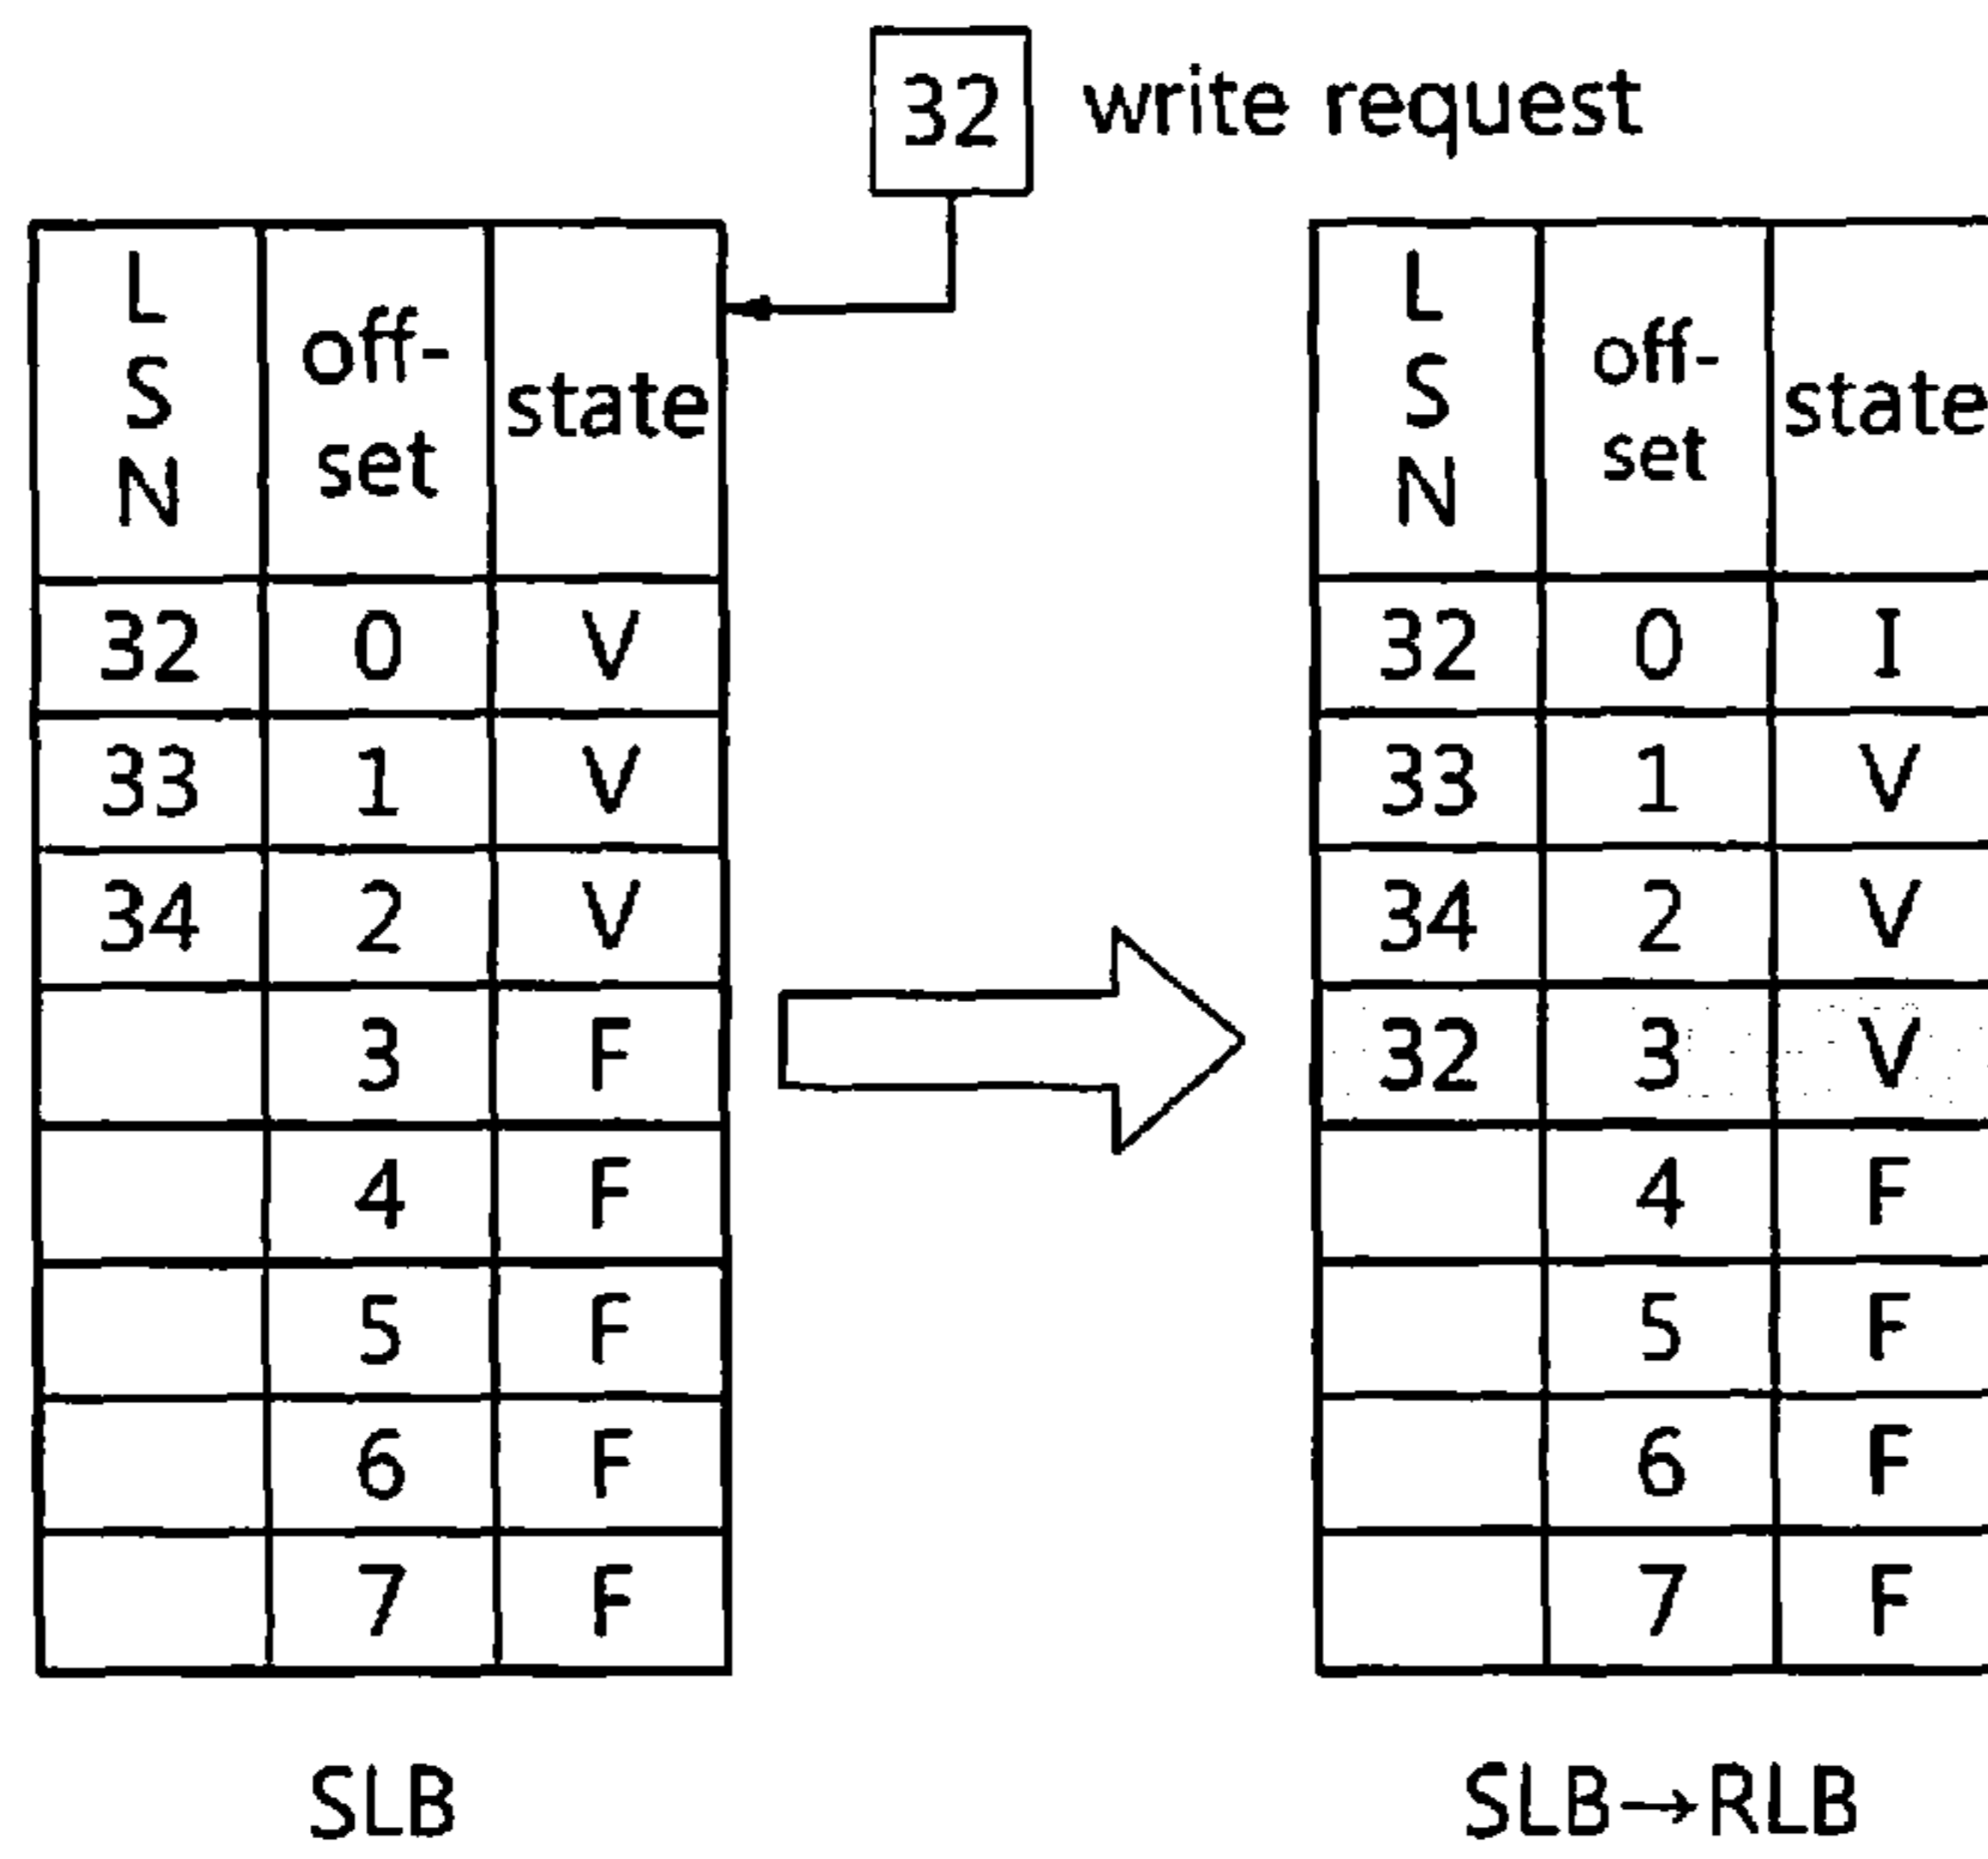 32 write request
L S N off-set state
32 0 V
33 1 V
34 2 V
3 F
4 F
5 F
6 F
7 F
SLB
L S N off-set state
32 0 I
33 1 V
34 2 V
32 3 V
4 F
5 F
6 F
7 F
SLB→RLB